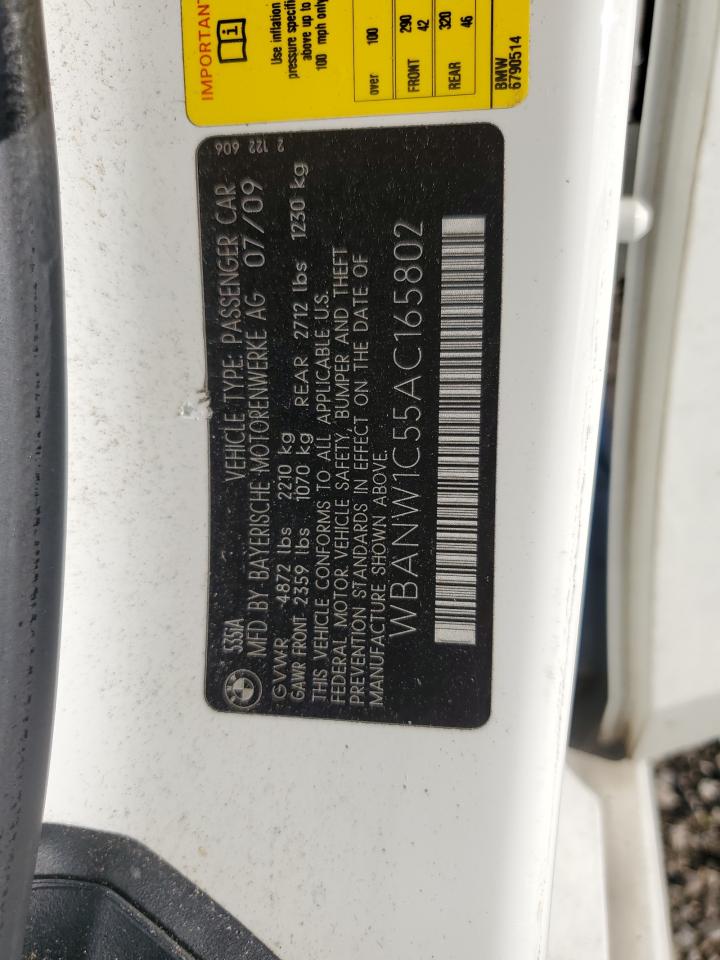 IMPORTANT
Use inflation
pressure specifi
above up to
100 mph only
over 100
FRONT 290 42
REAR 320 46
BMW
6790514
2 122 606
535IA VEHICLE TYPE: PASSENGER CAR
MFD BY BAYERISCHE MOTORENWERKE AG 07/09
GVWR 4872 lbs 2210 kg
GAWR FRONT 2359 lbs 1070 kg REAR 2712 lbs 1230 kg
THIS VEHICLE CONFORMS TO ALL APPLICABLE U.S.
FEDERAL MOTOR VEHICLE SAFETY, BUMPER AND THEFT
PREVENTION STANDARDS IN EFFECT ON THE DATE OF
MANUFACTURE SHOWN ABOVE.
WBANW1C55AC165802